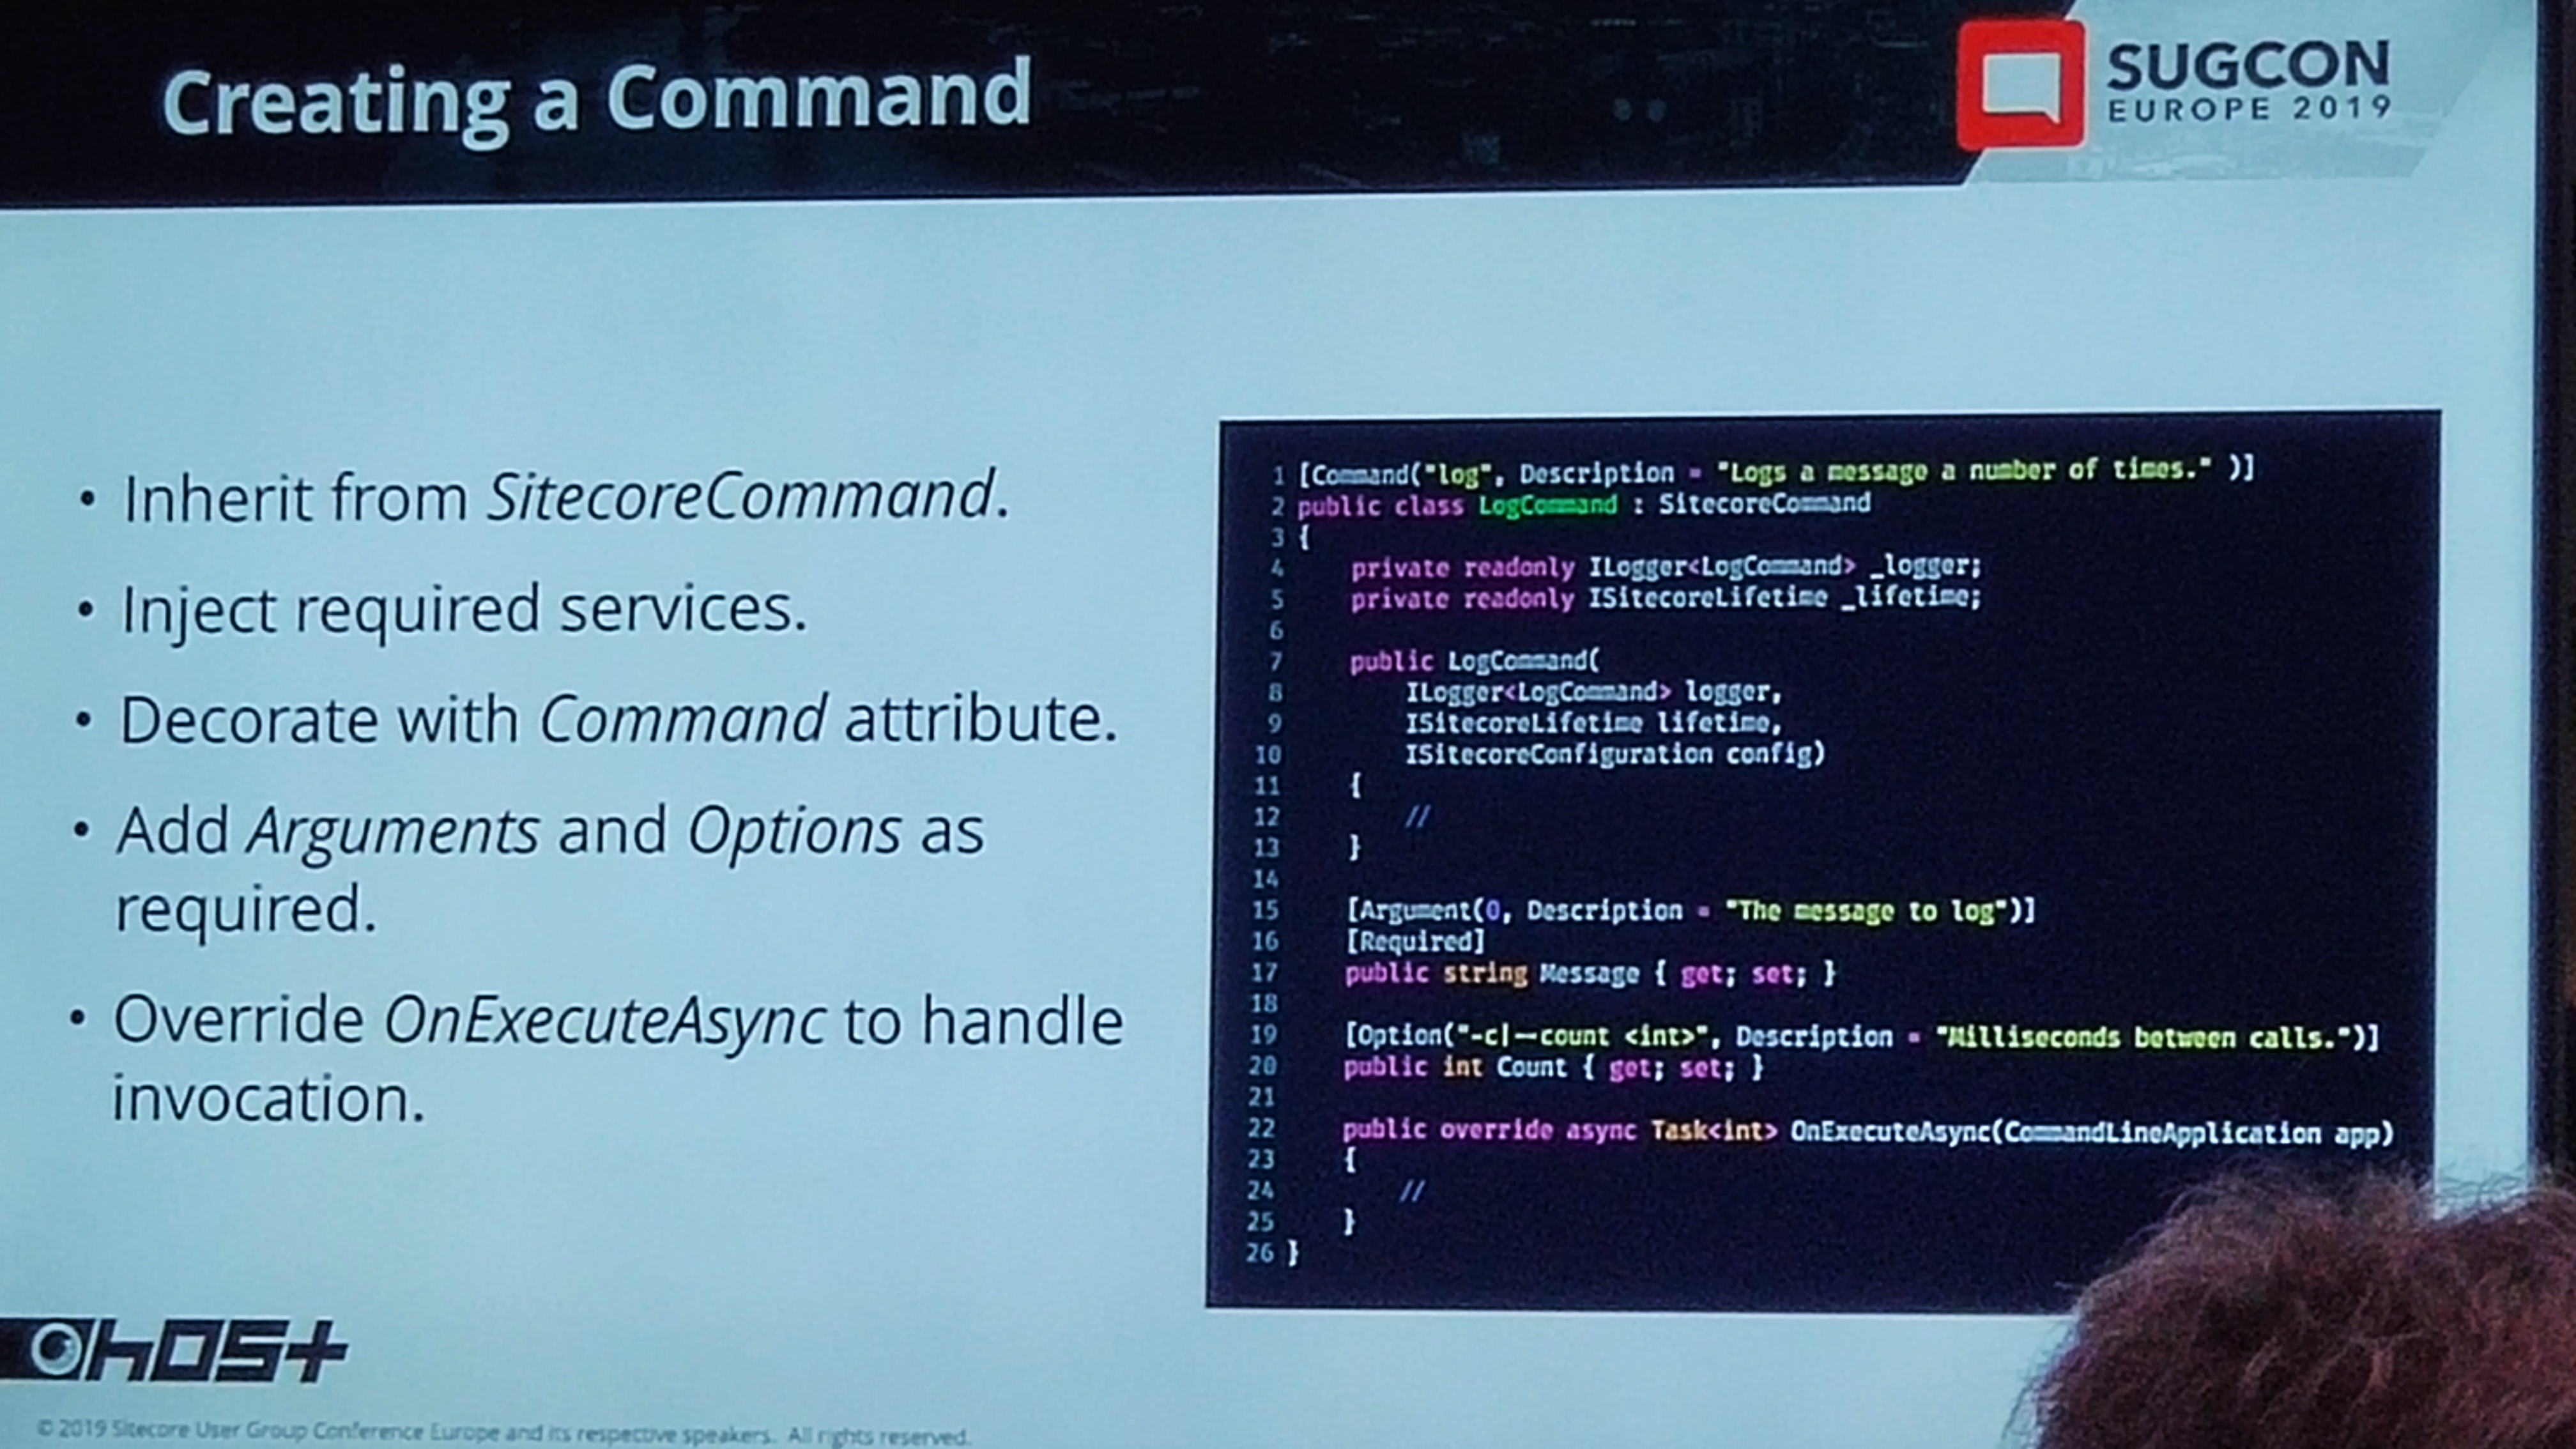 Creating a Command
SUGCON
EUROPE 2019
• Inherit from SitecoreCommand.
• Inject required services.
• Decorate with Command attribute.
• Add Arguments and Options as
required.
• Override OnExecuteAsync to handle
invocation.
1 [Command("log", Description = "Logs a message a number of times." )]
2 public class LogCommand : SitecoreCommand
3 {
4 private readonly ILogger<LogCommand> _logger;
5 private readonly ISitecoreLifetime _lifetime;
6
7 public LogCommand(
8 ILogger<LogCommand> logger,
9 ISitecoreLifetime lifetime,
10 ISitecoreConfiguration config)
11 {
12 //
13 }
14
15 [Argument(0, Description = "The message to log")]
16 [Required]
17 public string Message { get; set; }
18
19 [Option("-c|—count <int>", Description = "Milliseconds between calls.")]
20 public int Count { get; set; }
21
22 public override async Task<int> OnExecuteAsync(CommandLineApplication app)
23 {
24 //
25 }
26 }
host
© 2019 Sitecore User Group Conference Europe and its respective speakers. All rights reserved.